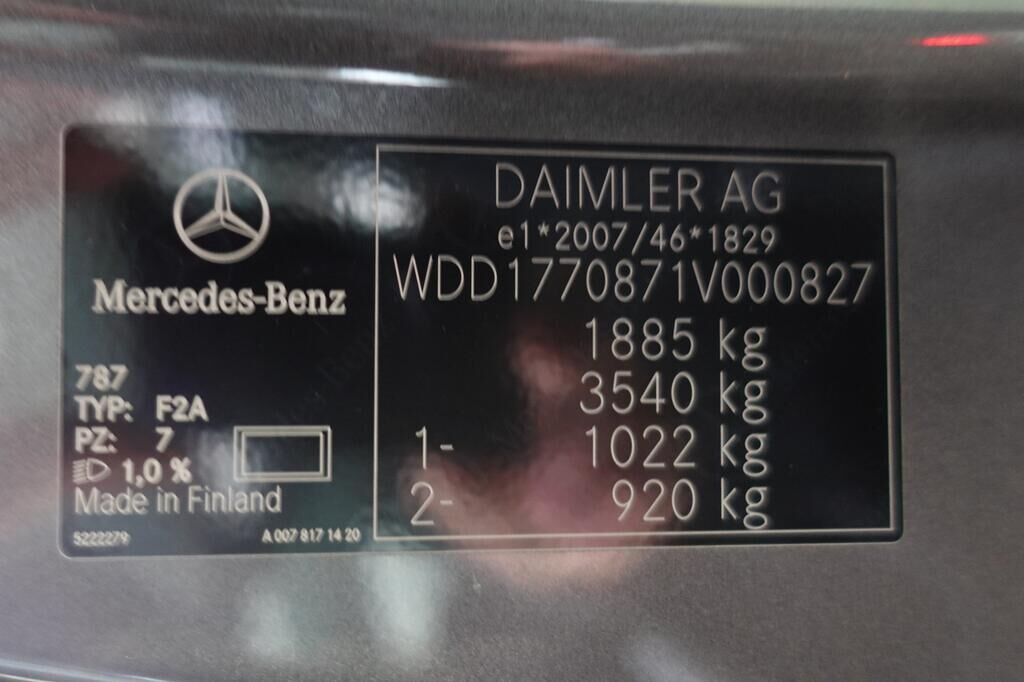 Mercedes-Benz
787
TYP: F2A
PZ: 7
1,0 %
Made in Finland
5222279
A 007 817 14 20
DAIMLER AG
e1*2007/46*1829
WDD1770871V000827
1885 kg
3540 kg
1- 1022 kg
2- 920 kg